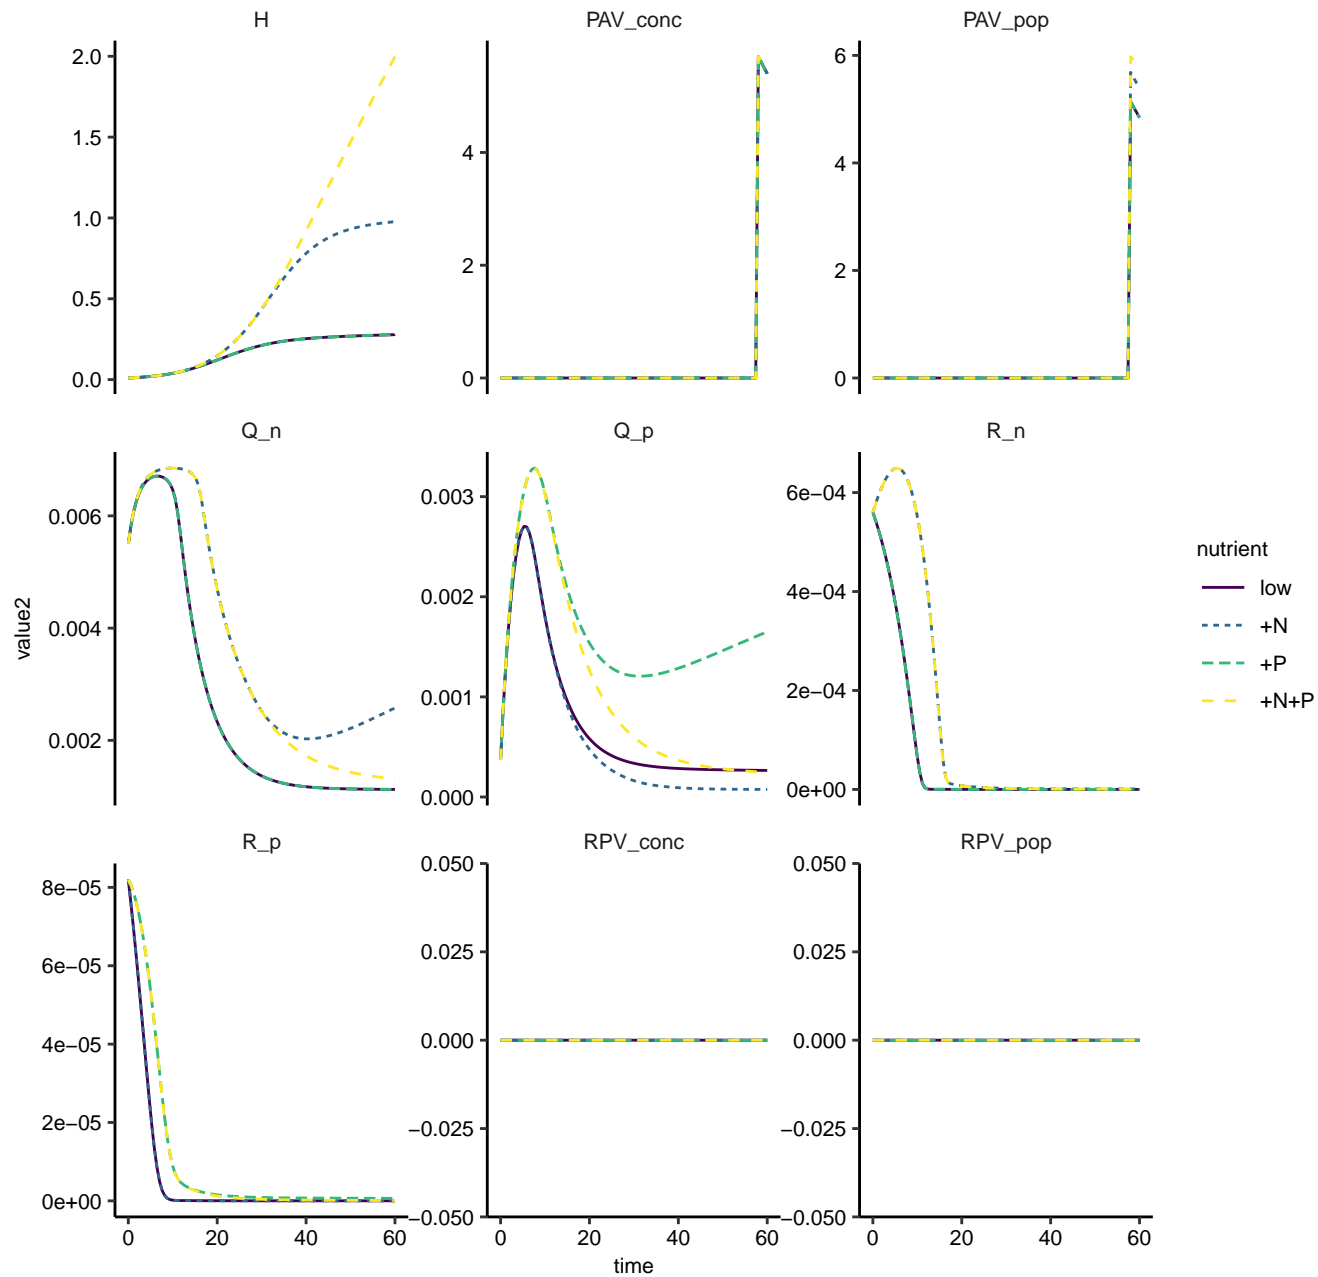 H
PAV_conc
PAV_pop
2.0
1.5
1.0
0.5
0.0
4
2
0
6
4
2
0
Q_n
Q_p
R_n
0.006
0.004
0.002
0.003
0.002
0.001
0.000
6e−04
4e−04
2e−04
0e+00
value2
nutrient
low
+N
+P
+N+P
R_p
RPV_conc
RPV_pop
8e−05
6e−05
4e−05
2e−05
0e+00
0.050
0.025
0.000
−0.025
−0.050
0.050
0.025
0.000
−0.025
−0.050
0 20 40 60
0 20 40 60
0 20 40 60
time